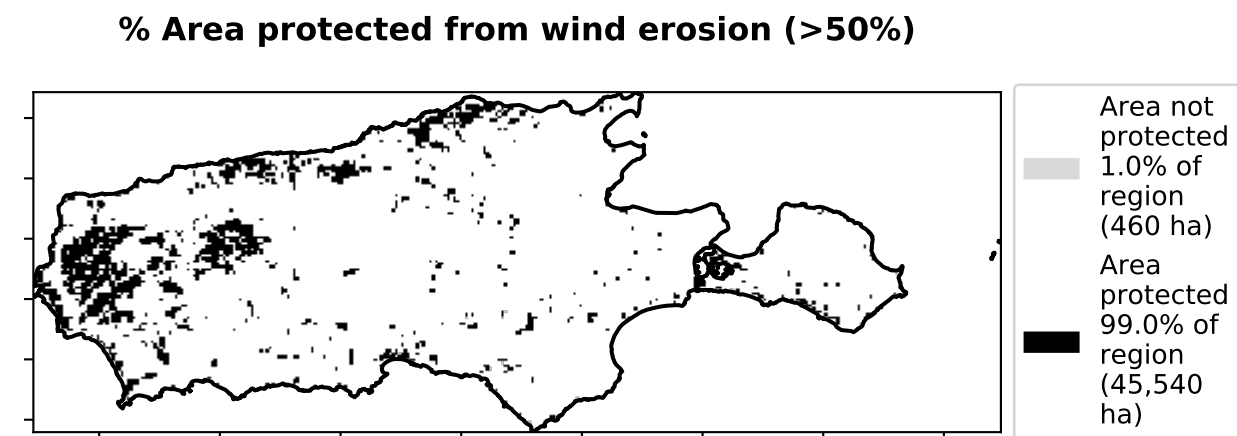 % Area protected from wind erosion (>50%)
Area not
protected
1.0% of
region
(460 ha)
Area
protected
99.0% of
region
(45,540
ha)